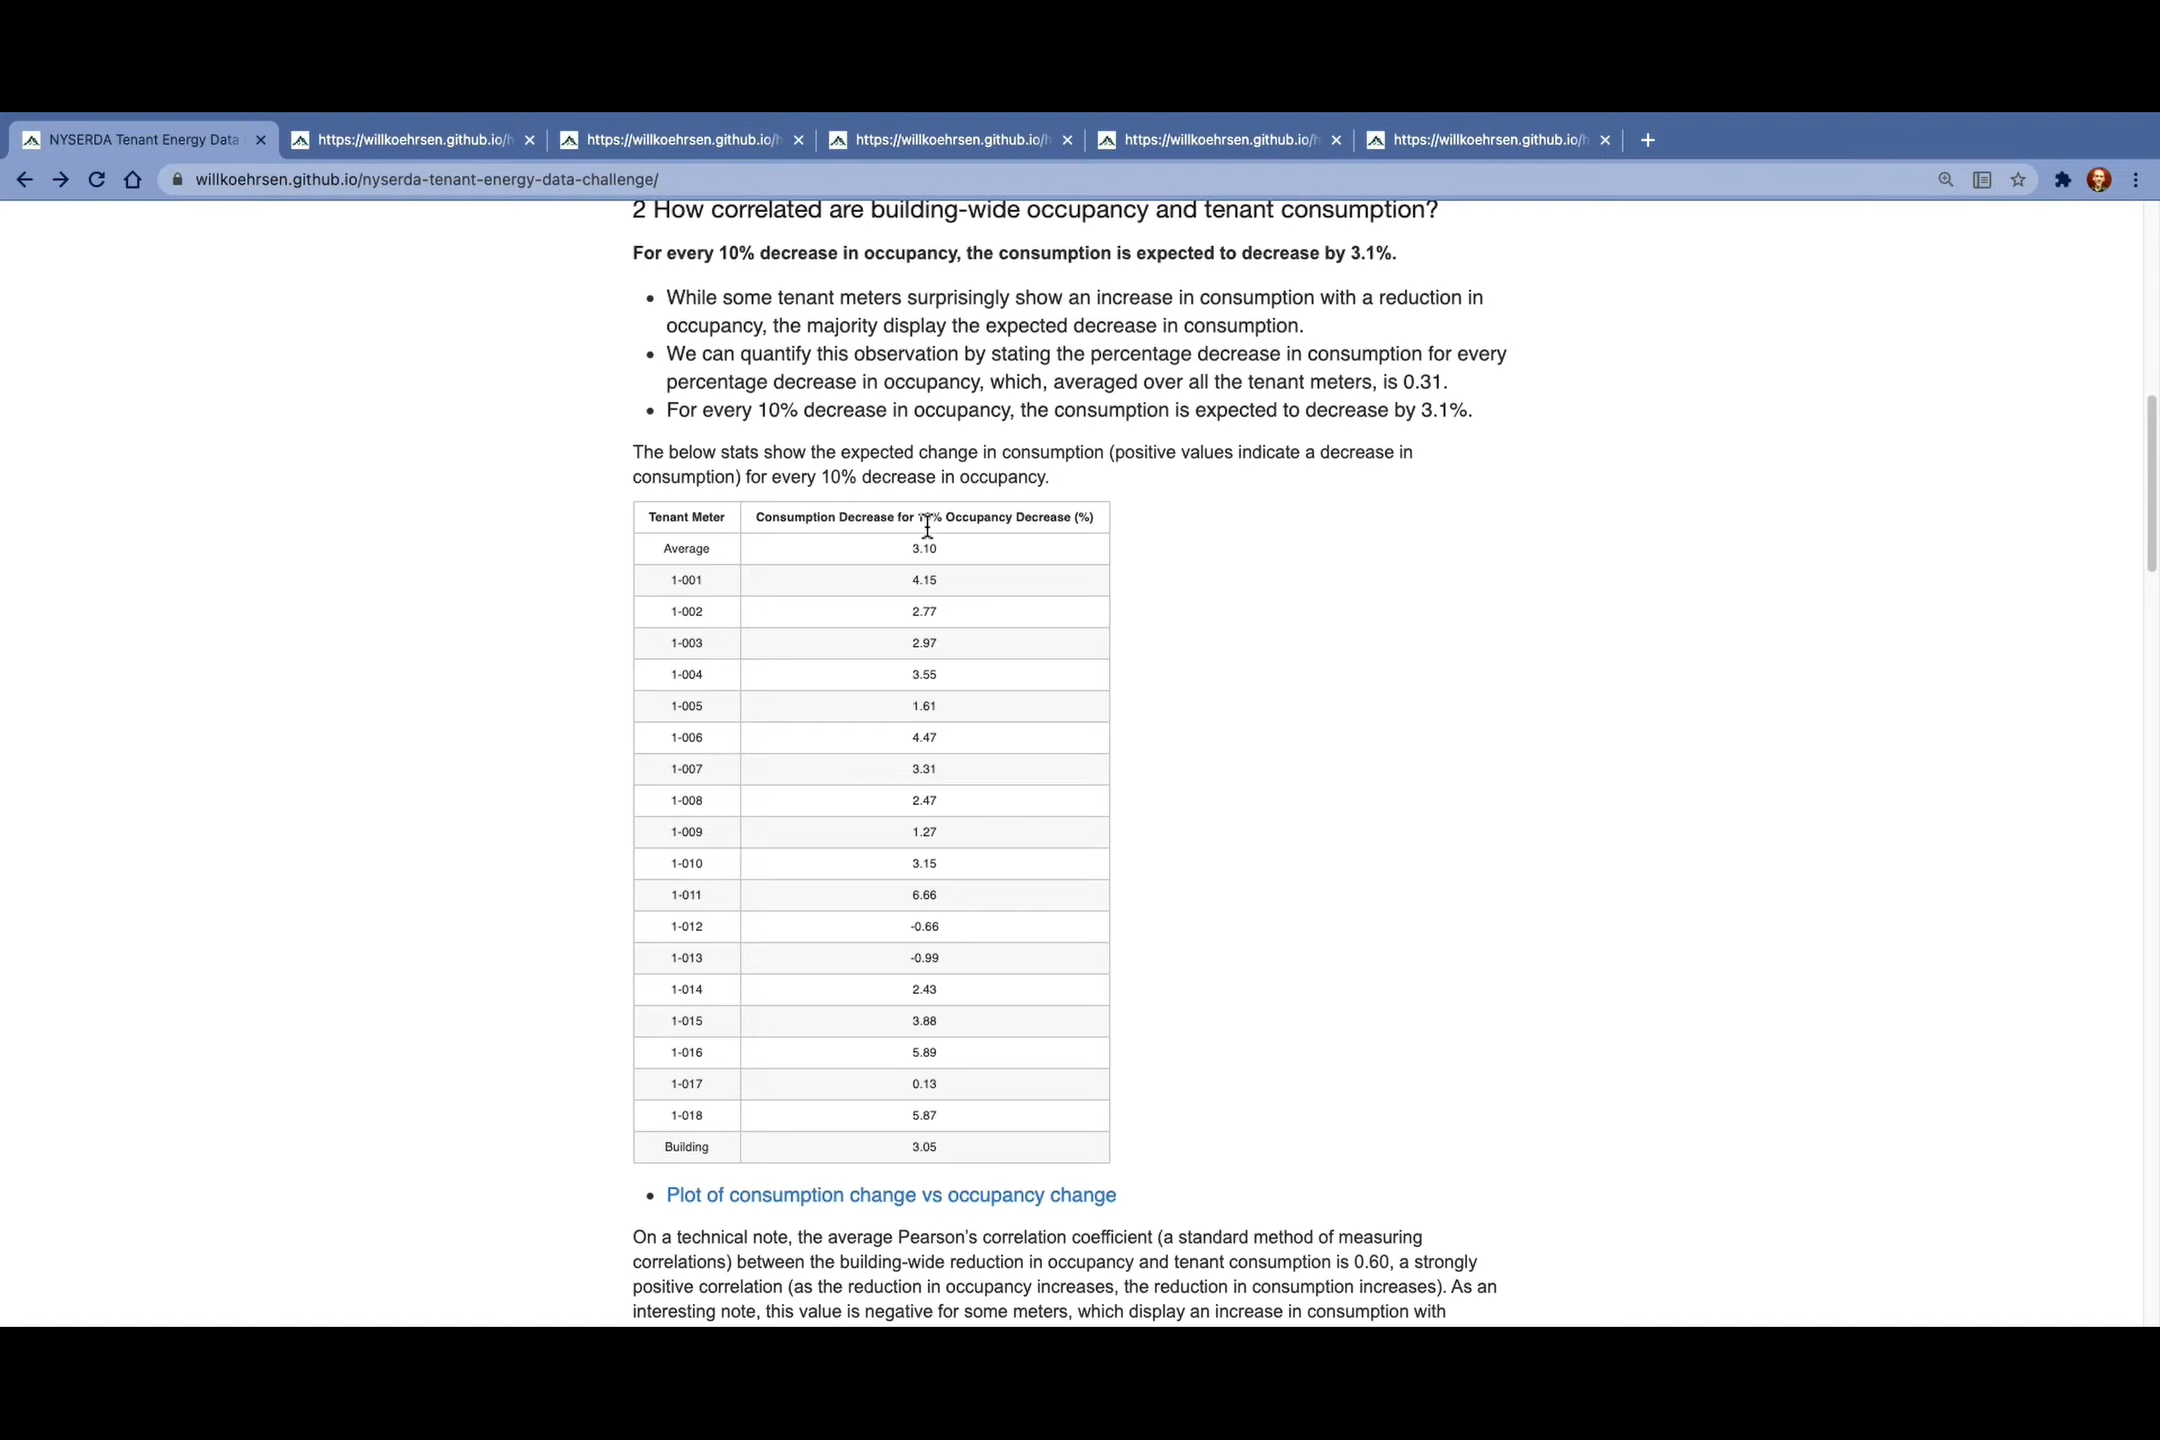 NYSERDA Tenant Energy Data
https://willkoehrsen.github.io/h
https://willkoehrsen.github.io/h
https://willkoehrsen.github.io/h
https://willkoehrsen.github.io/h
https://willkoehrsen.github.io/h
willkoehrsen.github.io/nyserda-tenant-energy-data-challenge/
2 How correlated are building-wide occupancy and tenant consumption?
For every 10% decrease in occupancy, the consumption is expected to decrease by 3.1%.
While some tenant meters surprisingly show an increase in consumption with a reduction in
occupancy, the majority display the expected decrease in consumption.
We can quantify this observation by stating the percentage decrease in consumption for every
percentage decrease in occupancy, which, averaged over all the tenant meters, is 0.31.
For every 10% decrease in occupancy, the consumption is expected to decrease by 3.1%.
The below stats show the expected change in consumption (positive values indicate a decrease in
consumption) for every 10% decrease in occupancy.
Tenant Meter Consumption Decrease for 10% Occupancy Decrease (%)
Average 3.10
1-001 4.15
1-002 2.77
1-003 2.97
1-004 3.55
1-005 1.61
1-006 4.47
1-007 3.31
1-008 2.47
1-009 1.27
1-010 3.15
1-011 6.66
1-012 -0.66
1-013 -0.99
1-014 2.43
1-015 3.88
1-016 5.89
1-017 0.13
1-018 5.87
Building 3.05
Plot of consumption change vs occupancy change
On a technical note, the average Pearson's correlation coefficient (a standard method of measuring
correlations) between the building-wide reduction in occupancy and tenant consumption is 0.60, a strongly
positive correlation (as the reduction in occupancy increases, the reduction in consumption increases). As an
interesting note, this value is negative for some meters, which display an increase in consumption with